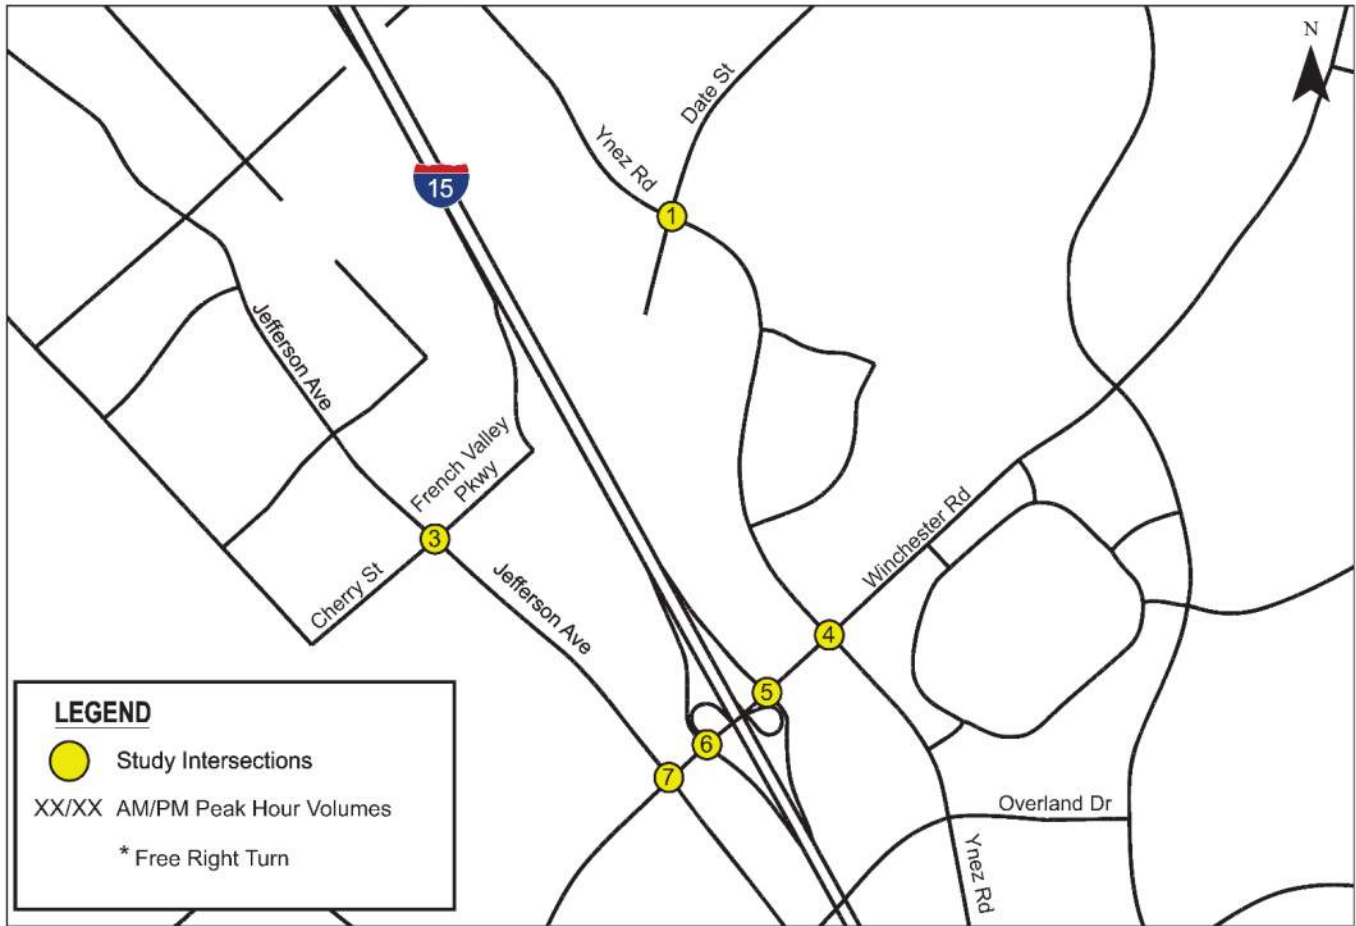 N
Date St
Ynez Rd
15
1
Jefferson Ave
French Valley
Pkwy
3
Winchester Rd
Cherry St
Jefferson Ave
4
5
6
7
Overland Dr
Ynez Rd
LEGEND
Study Intersections
XX/XX AM/PM Peak Hour Volumes
* Free Right Turn